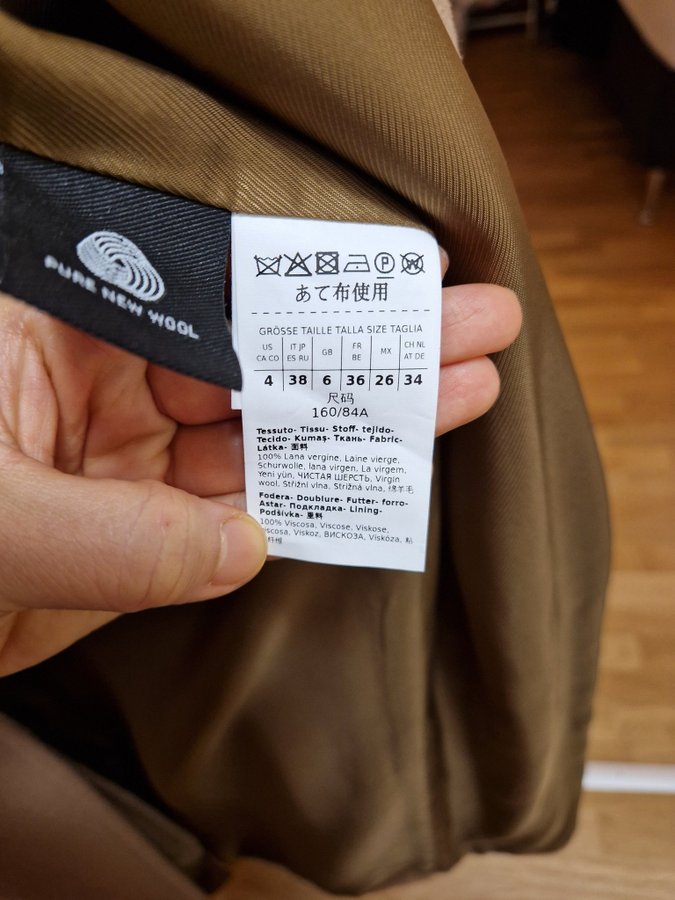 PURE NEW WOOL
P
あて布使用
GRÖSSE TAILLE TALLA SIZE TAGLIA
US CA CO
IT JP ES RU
GB
FR BE
MX
CH NL AT DE
4 38 6 36 26 34
尺码
160/84A
Tessuto- Tissu- Stoff- tejido-
Tecido- Kumaş- Ткань- Fabric-
Látka- 面料
100% Lana vergine, Laine vierge,
Schurwolle, lana virgen, La virgem,
Yeni yün, ЧИСТАЯ ШЕРСТЬ, Virgin
wool, Střižní vlna, Strižná vlna, 绵羊毛
Fodera- Doublure- Futter- forro-
Astar- Подкладка- Lining-
Podšívka- 里料
100% Viscosa, Viscose, Viskose,
Viskoz, ВИСКОЗА, Viskóza, 粘